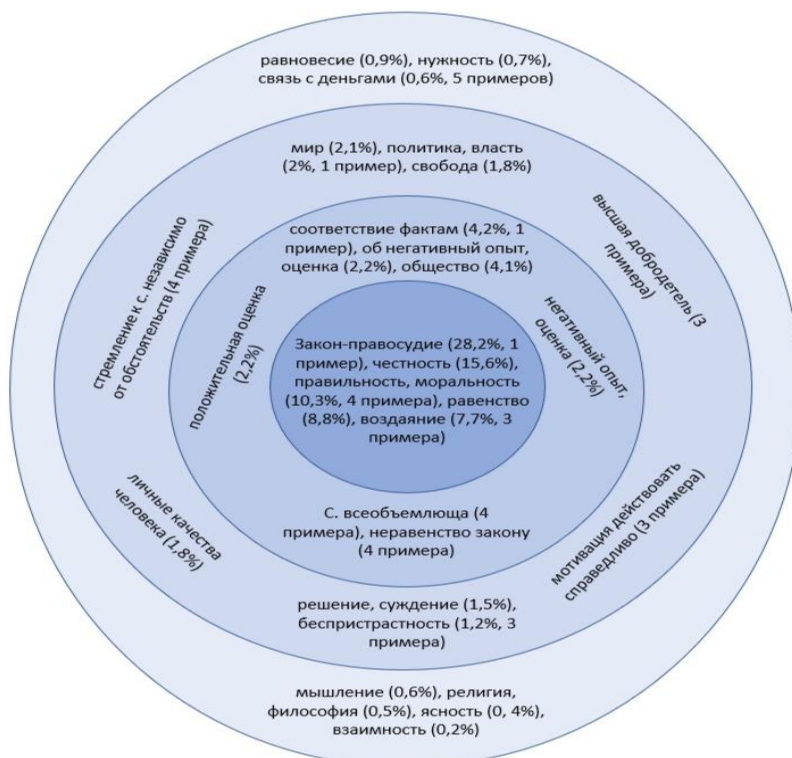 равновесие (0,9%), нужность (0,7%),
связь с деньгами (0,6%, 5 примеров)
мир (2,1%), политика, власть
(2%, 1 пример), свобода (1,8%)
стремление к с. независимо
от обстоятельств (4 примера)
высшая добродетель (3
примера)
соответствие фактам (4,2%, 1
пример), об негативный опыт,
оценка (2,2%), общество (4,1%)
положительная оценка
(2,2%)
негативный опыт,
оценка (2,2%)
Закон-правосудие (28,2%, 1
пример), честность (15,6%),
правильность, моральность
(10,3%, 4 примера), равенство
(8,8%), воздаяние (7,7%, 3
примера)
личные качества
человека (1,8%)
мотивация действовать
справедливо (3 примера)
С. всеобъемлюща (4
примера), неравенство закону
(4 примера)
решение, суждение (1,5%),
беспристрастность (1,2%, 3
примера)
мышление (0,6%), религия,
философия (0,5%), ясность (0, 4%),
взаимность (0,2%)